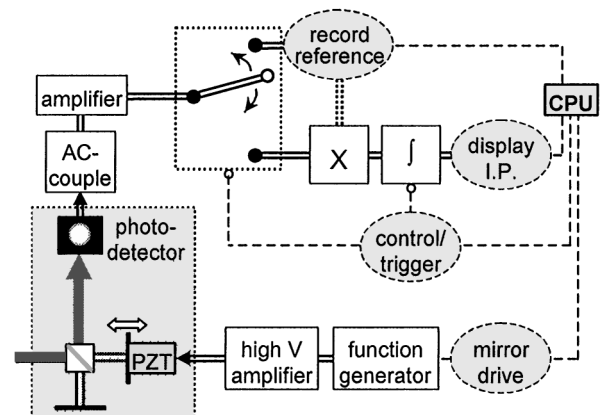 record
reference
amplifier
CPU
AC-
couple
X
∫
display
I.P.
photo-
detector
control/
trigger
PZT
high V
amplifier
function
generator
mirror
drive